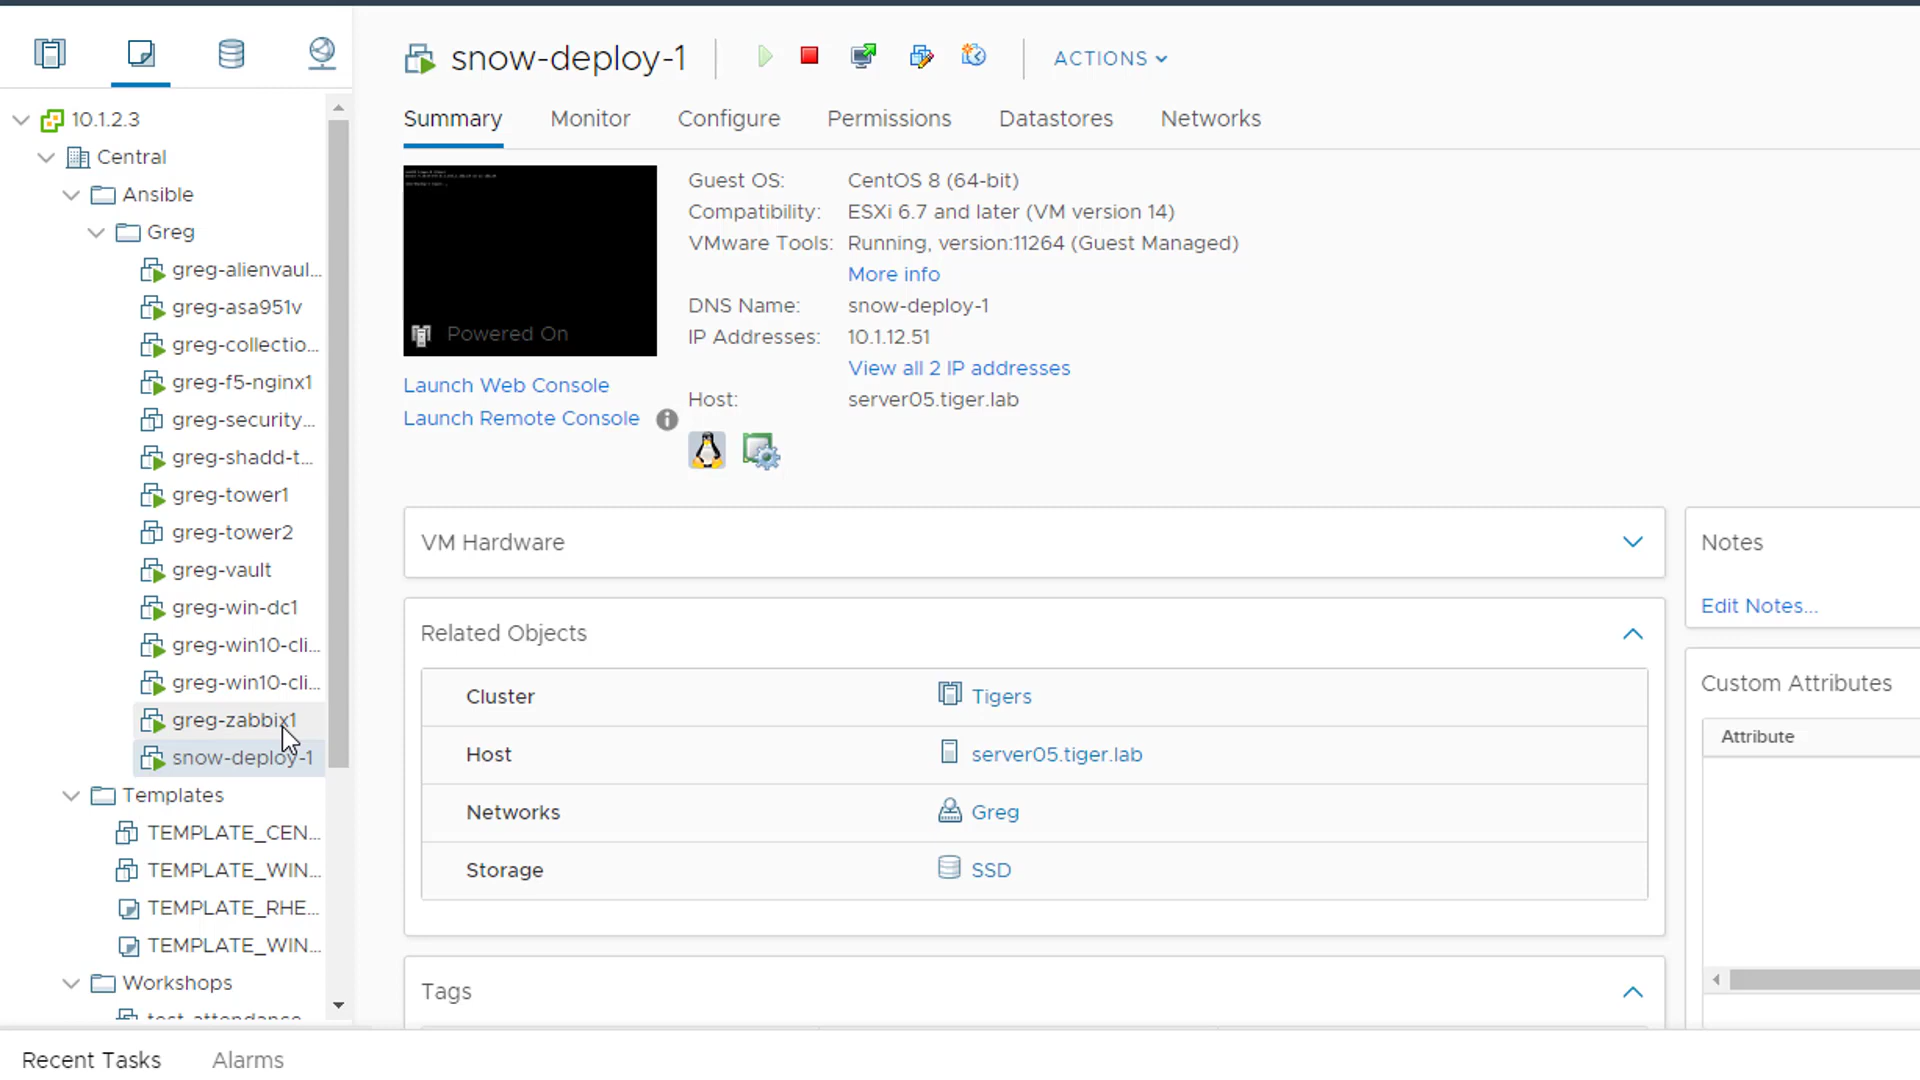 snow-deploy-1
ACTIONS
Summary
Monitor
Configure
Permissions
Datastores
Networks
10.1.2.3
Central
Ansible
Greg
greg-alienvaul...
greg-asa951v
greg-collectio...
greg-f5-nginx1
greg-security...
greg-shadd-t...
greg-tower1
greg-tower2
greg-vault
greg-win-dc1
greg-win10-cli...
greg-win10-cli...
greg-zabbix1
snow-deploy-1
Templates
TEMPLATE_CEN...
TEMPLATE_WIN...
TEMPLATE_RHE...
TEMPLATE_WIN...
Workshops
test-attendance
Powered On
Launch Web Console
Launch Remote Console
Guest OS: CentOS 8 (64-bit)
Compatibility: ESXi 6.7 and later (VM version 14)
VMware Tools: Running, version:11264 (Guest Managed)
More info
DNS Name: snow-deploy-1
IP Addresses: 10.1.12.51
View all 2 IP addresses
Host: server05.tiger.lab
VM Hardware
Related Objects
Cluster Tigers
Host server05.tiger.lab
Networks Greg
Storage SSD
Tags
Notes
Edit Notes...
Custom Attributes
Attribute
Recent Tasks
Alarms